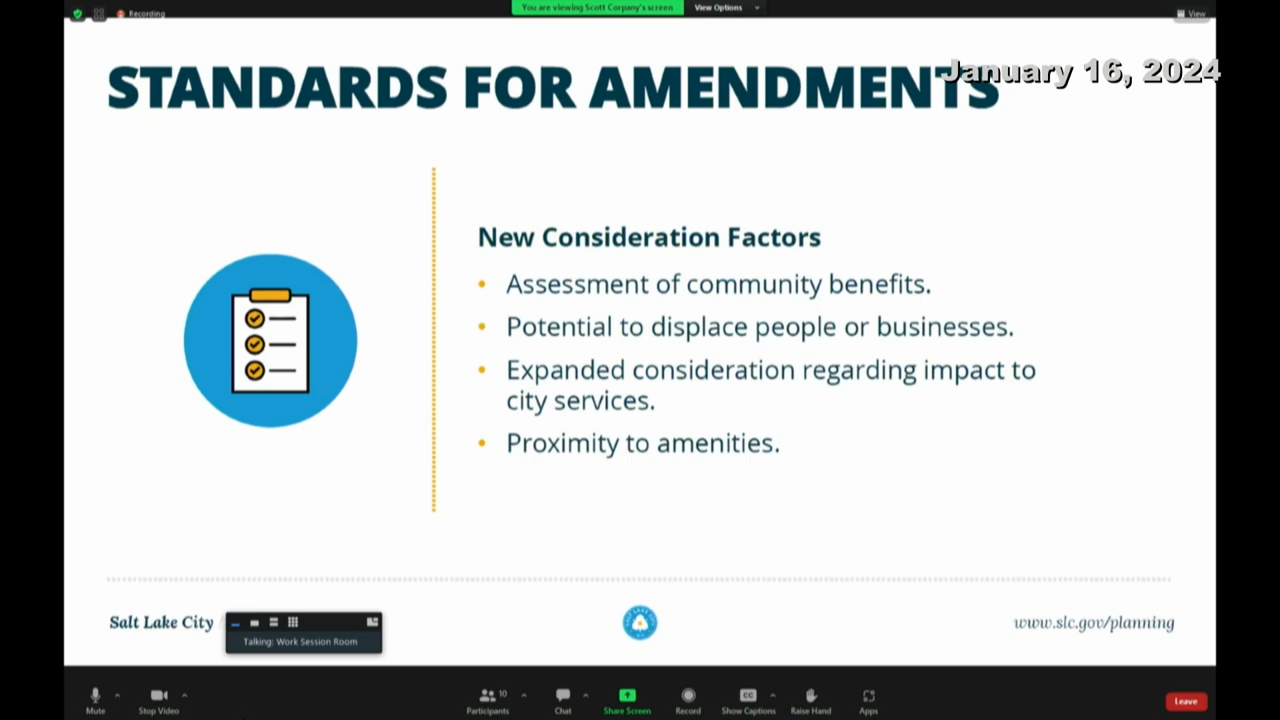 Recording
You are viewing Scott Corpany's screen
View Options
View
January 16, 2024
STANDARDS FOR AMENDMENTS
New Consideration Factors
• Assessment of community benefits.
• Potential to displace people or businesses.
• Expanded consideration regarding impact to
city services.
• Proximity to amenities.
Salt Lake City
Talking: Work Session Room
www.slc.gov/planning
Mute
Stop Video
Participants
10
Chat
Share Screen
Record
CC
Show Captions
Raise Hand
Apps
Leave